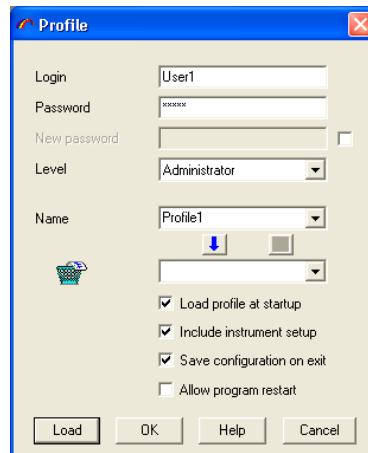 Profile
Login User1
Password *****
New password
Level Administrator
Name Profile1
Load profile at startup
Include instrument setup
Save configuration on exit
Allow program restart
Load OK Help Cancel